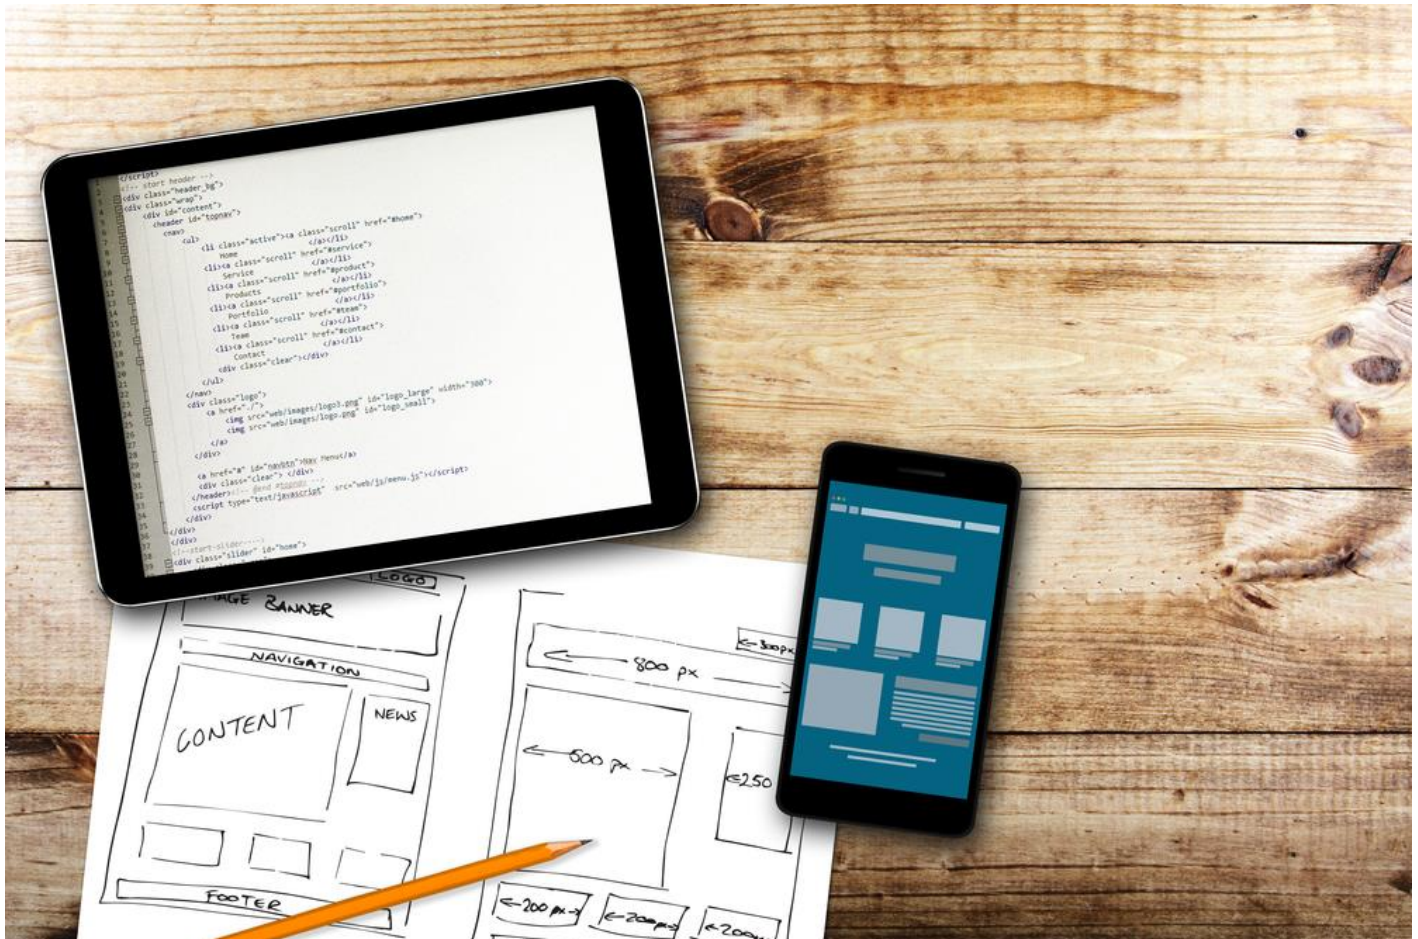 </script>
<!-- start header -->
<div class="header_bg">
<div class="wrap">
<div id="content">
<header id="topnav">
<nav>
<ul>
<li class="active"><a class="scroll" href="#home">
Home </a></li>
<li><a class="scroll" href="#service">
Service </a></li>
<li><a class="scroll" href="#product">
Products </a></li>
<li><a class="scroll" href="#portfolio">
Portfolio </a></li>
<li><a class="scroll" href="#team">
Team </a></li>
<li><a class="scroll" href="#contact">
Contact </a></li>
<div class="clear"></div>
</ul>
</nav>
<div class="logo">
<a href="./">
<img src="web/images/logo3.png" id="logo_large" width="300">
<img src="web/images/logo.png" id="logo_small">
</a>
</div>
<a href="#" id="navbtn">Nav Menu</a>
<div class="clear"> </div>
</header><!-- @end #topnav -->
<script type="text/javascript" src="web/js/menu.js"></script>
</div>
</div>
</div>
<!--start-slider---->
<div class="slider" id="home">
LOGO
IMAGE BANNER
NAVIGATION
CONTENT
NEWS
FOOTER
300px
800 px
500 px
250
200 px
200px
200